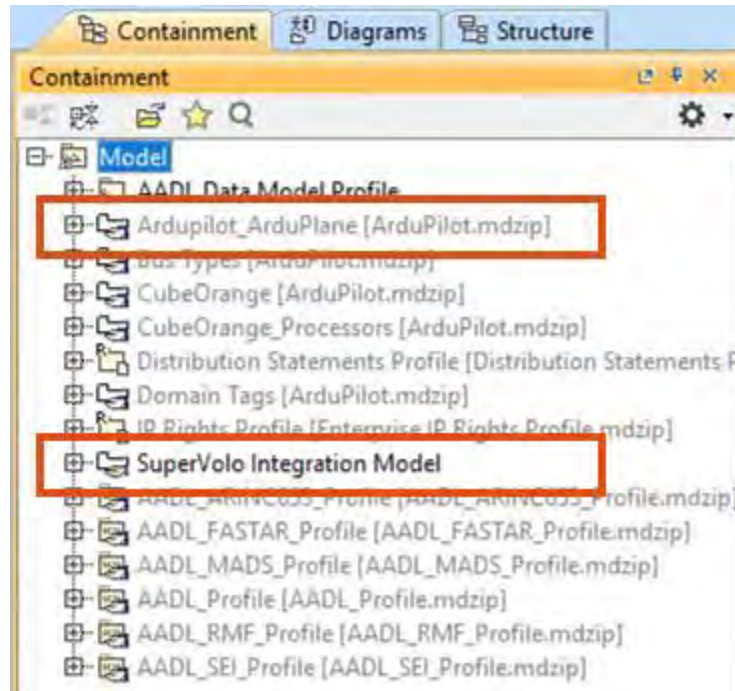 Containment Diagrams Structure
Containment
Model
AADL Data Model Profile
Ardupilot_ArduPlane [ArduPilot.mdzip]
Bus Types [ArduPilot.mdzip]
CubeOrange [ArduPilot.mdzip]
CubeOrange_Processors [ArduPilot.mdzip]
Distribution Statements Profile [Distribution Statements P
Domain Tags [ArduPilot.mdzip]
IP Rights Profile [Enterprise IP Rights Profile.mdzip]
SuperVolo Integration Model
AADL_ARINC653_Profile [AADL_ARINC653_Profile.mdzip]
AADL_FASTAR_Profile [AADL_FASTAR_Profile.mdzip]
AADL_MADS_Profile [AADL_MADS_Profile.mdzip]
AADL_Profile [AADL_Profile.mdzip]
AADL_RMF_Profile [AADL_RMF_Profile.mdzip]
AADL_SEI_Profile [AADL_SEI_Profile.mdzip]